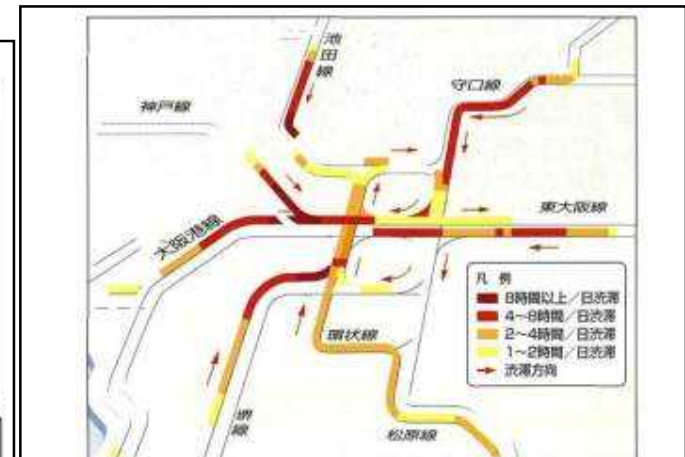 池田線
守口線
神戸線
東大阪線
大阪港線
凡 例
8時間以上/日渋滞
4～8時間/日渋滞
2～4時間/日渋滞
1～2時間/日渋滞
渋滞方向
環状線
堺線
松原線